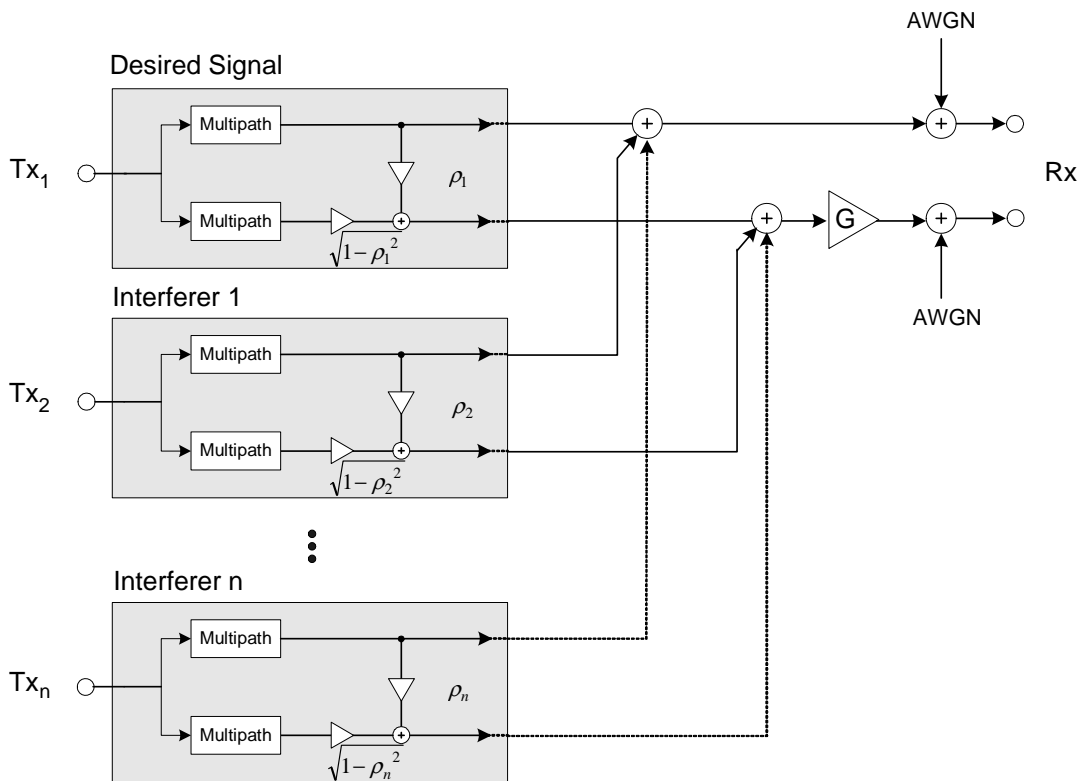 AWGN
Desired Signal
Multipath
Tx₁
ρ₁
Rx
Multipath
G
√1−ρ₁²
AWGN
Interferer 1
Multipath
Tx₂
ρ₂
Multipath
√1−ρ₂²
Interferer n
Multipath
Txₙ
ρₙ
Multipath
√1−ρₙ²